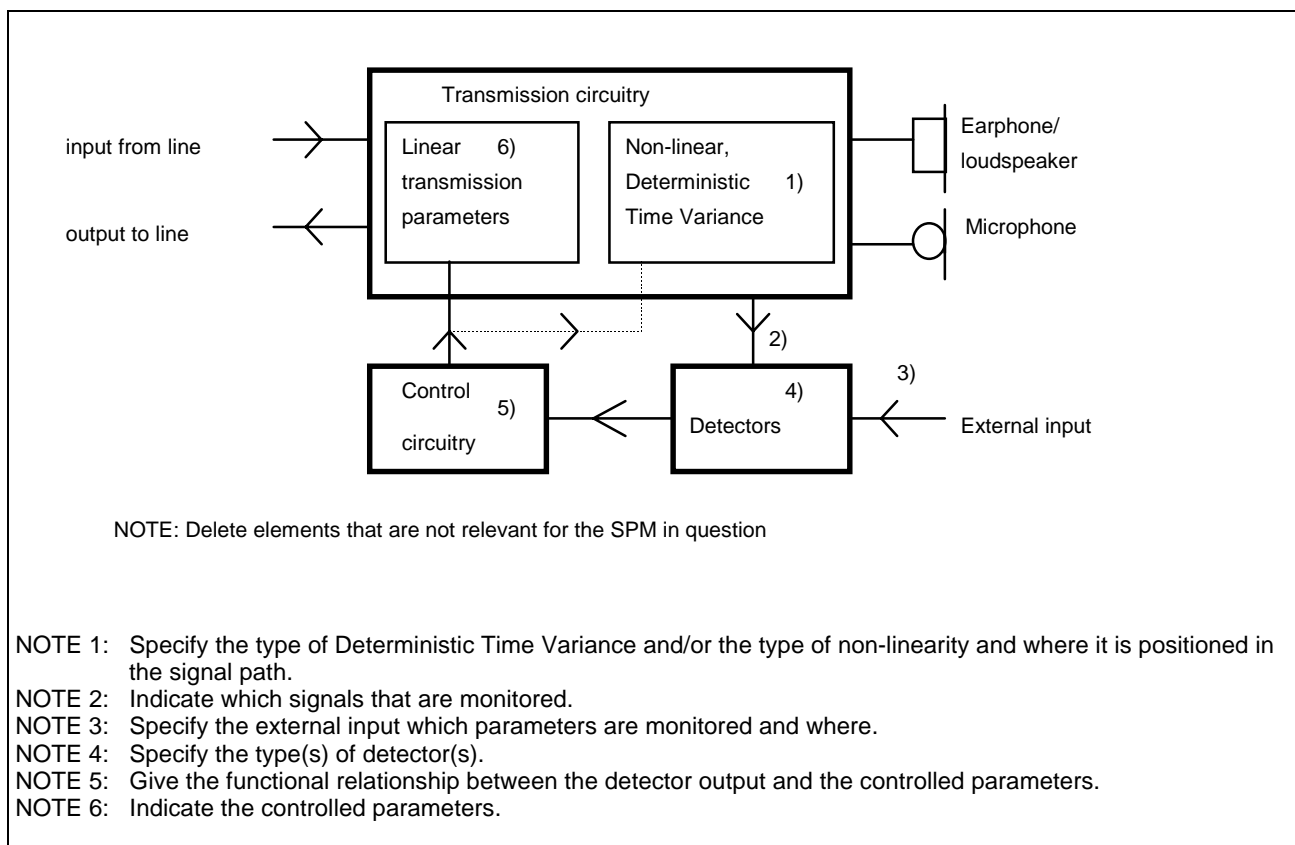 Transmission circuitry
input from line
output to line
Linear 6)
transmission
parameters
Non-linear,
Deterministic 1)
Time Variance
Earphone/
loudspeaker
Microphone
2)
Control
5)
circuitry
4)
Detectors
3)
External input
NOTE: Delete elements that are not relevant for the SPM in question
NOTE 1: Specify the type of Deterministic Time Variance and/or the type of non-linearity and where it is positioned in
the signal path.
NOTE 2: Indicate which signals that are monitored.
NOTE 3: Specify the external input which parameters are monitored and where.
NOTE 4: Specify the type(s) of detector(s).
NOTE 5: Give the functional relationship between the detector output and the controlled parameters.
NOTE 6: Indicate the controlled parameters.